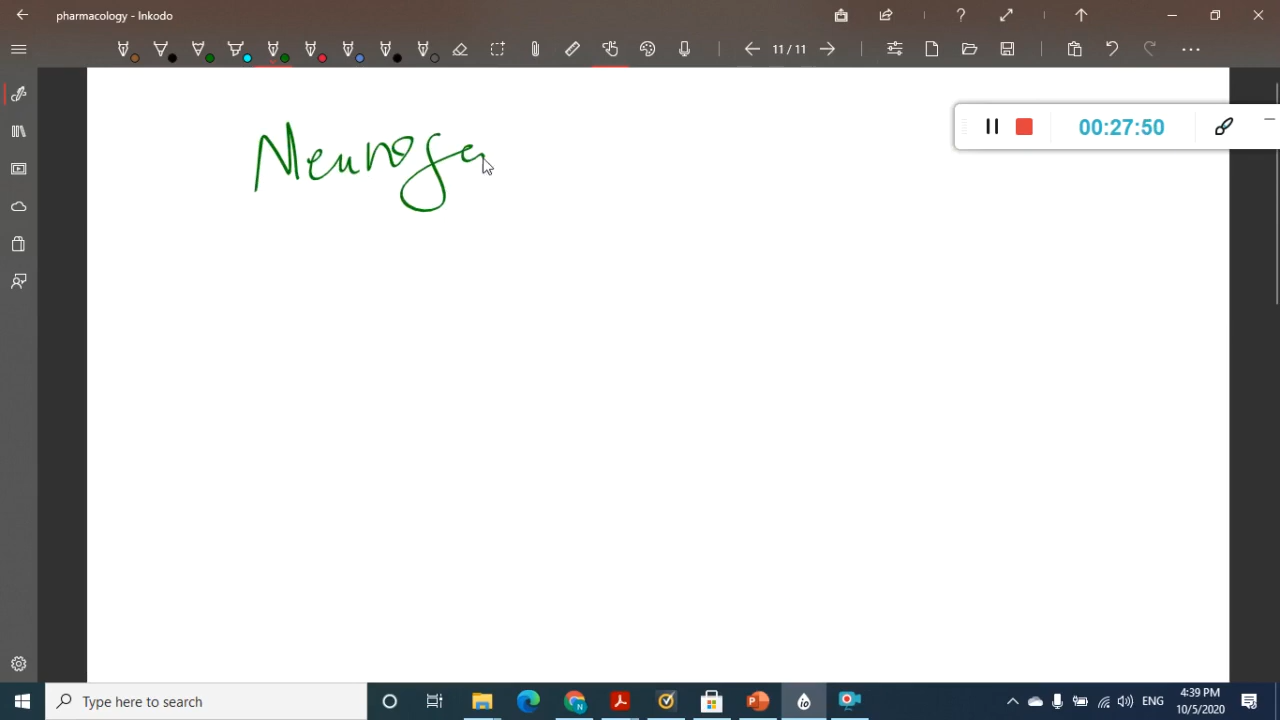 pharmacology - Inkodo
11 / 11
Neuroge
00:27:50
Type here to search
ENG
4:39 PM
10/5/2020